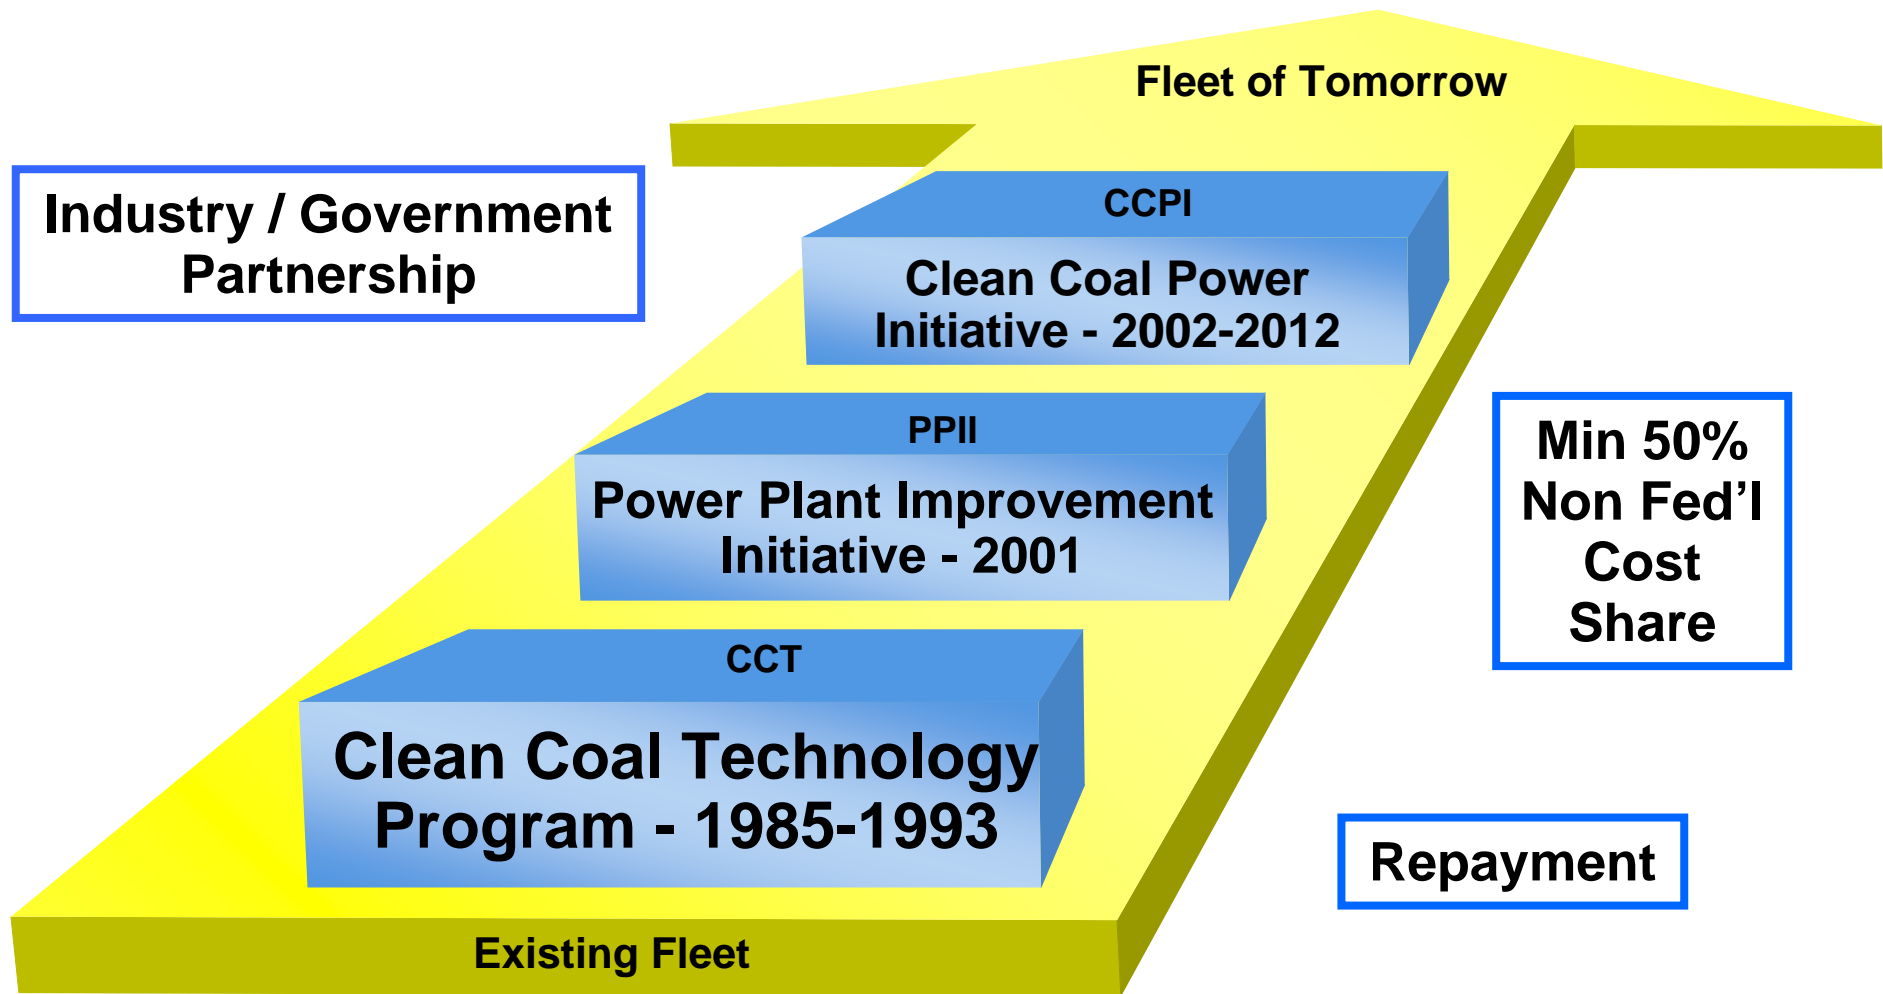 Fleet of Tomorrow
Industry / Government
Partnership
CCPI
Clean Coal Power
Initiative - 2002-2012
PPII
Power Plant Improvement
Initiative - 2001
Min 50%
Non Fed’l
Cost
Share
CCT
Clean Coal Technology
Program - 1985-1993
Repayment
Existing Fleet